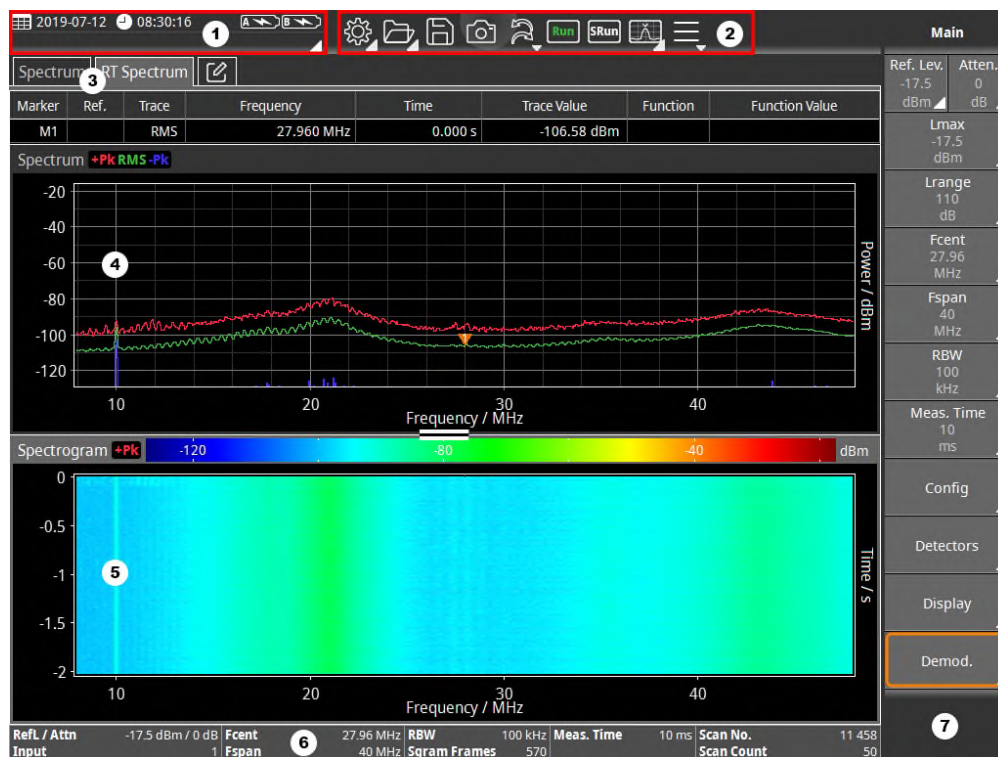 2019-07-12 08:30:16 A B 1
Run SRun 2
Main
Spectrum 3 RT Spectrum
Ref. Lev. Atten.
-17.5 0
dBm dB
Marker Ref. Trace Frequency Time Trace Value Function Function Value
M1 RMS 27.960 MHz 0.000 s -106.58 dBm
Spectrum +Pk RMS -Pk
-20
-40
-60
-80
-100
-120
4
1
Power / dBm
10 20 30 40
Frequency / MHz
Spectrogram +Pk -120 -80 -40 dBm
0
-0.5
-1
-1.5
-2
5
Time / s
10 20 30 40
Frequency / MHz
Lmax
-17.5
dBm
Lrange
110
dB
Fcent
27.96
MHz
Fspan
40
MHz
RBW
100
kHz
Meas. Time
10
ms
Config
Detectors
Display
Demod.
7
RefL / Attn -17.5 dBm / 0 dB Fcent 27.96 MHz RBW 100 kHz Meas. Time 10 ms Scan No. 11 458
Input 1 Fspan 6 40 MHz Sgram Frames 570 Scan Count 50